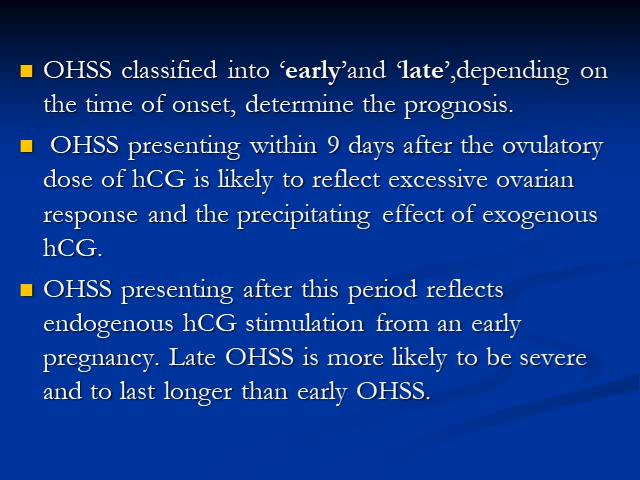 OHSS classified into ‘early’and ‘late’,depending on
the time of onset, determine the prognosis.
OHSS presenting within 9 days after the ovulatory
dose of hCG is likely to reflect excessive ovarian
response and the precipitating effect of exogenous
hCG.
OHSS presenting after this period reflects
endogenous hCG stimulation from an early
pregnancy. Late OHSS is more likely to be severe
and to last longer than early OHSS.